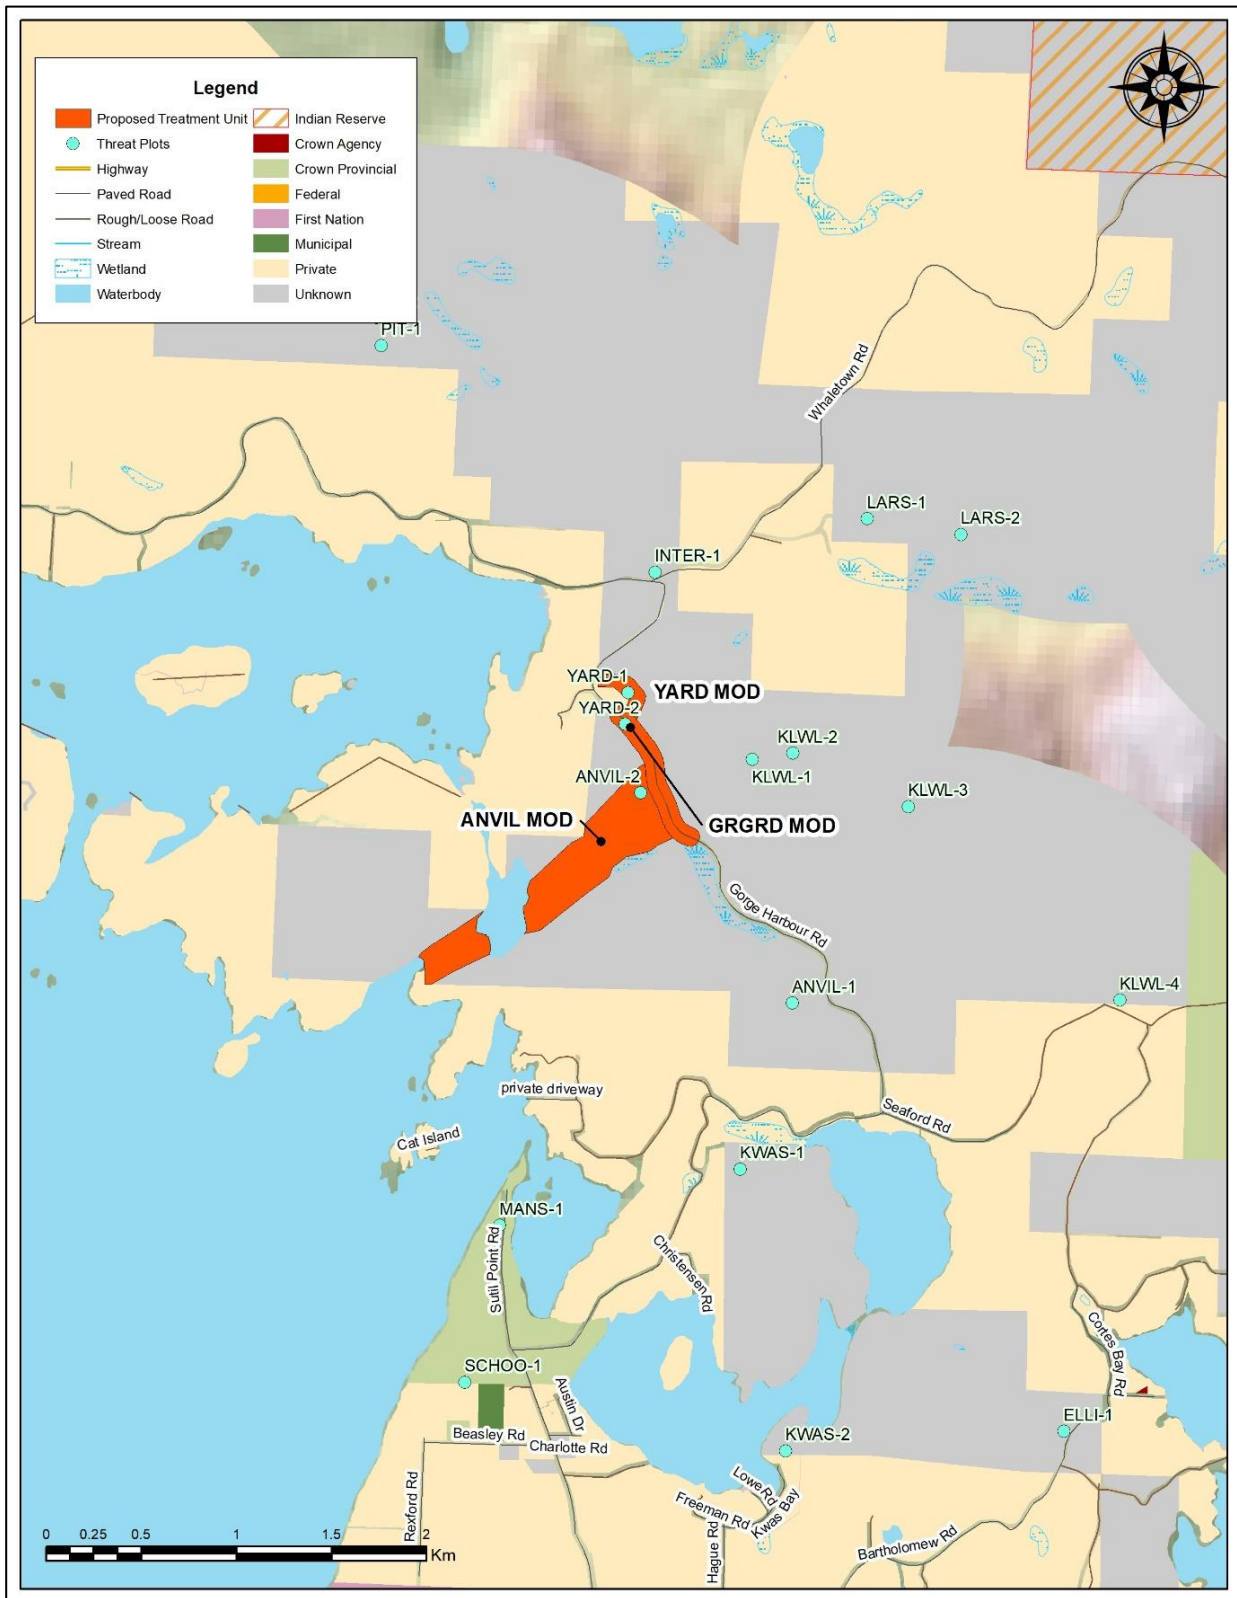 Legend
Proposed Treatment Unit
Threat Plots
Highway
Paved Road
Rough/Loose Road
Stream
Wetland
Waterbody
Indian Reserve
Crown Agency
Crown Provincial
Federal
First Nation
Municipal
Private
Unknown
PIT-1
Whaletown Rd
LARS-1
LARS-2
INTER-1
YARD-1
YARD MOD
YARD-2
KLWL-2
KLWL-1
ANVIL-2
KLWL-3
ANVIL MOD
GRGRD MOD
Gorge Harbour Rd
ANVIL-1
KLWL-4
private driveway
Seaford Rd
Cat Island
KWAS-1
MANS-1
Sutil Point Rd
Christensen Rd
Cortes Bay Rd
SCHOO-1
Austin Dr
ELLI-1
Beasley Rd
Charlotte Rd
KWAS-2
Lowe Rd
Rexford Rd
Freeman Rd
Kwas Bay
Hague Rd
Bartholomew Rd
0 0.25 0.5 1 1.5 2
Km